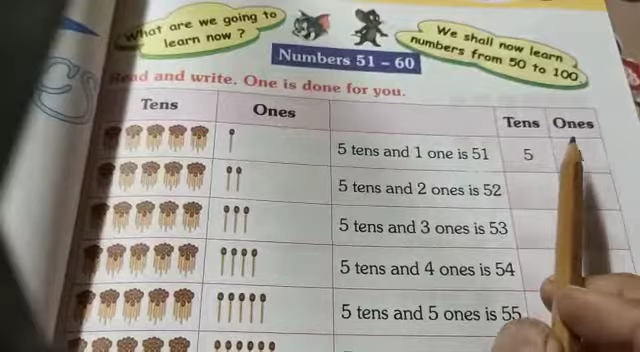 What are we going to
learn now ?
We shall now learn
numbers from 50 to 100
Numbers 51 – 60
Read and write. One is done for you.
Tens Ones Tens Ones
5 tens and 1 one is 51 5
5 tens and 2 ones is 52
5 tens and 3 ones is 53
5 tens and 4 ones is 54
5 tens and 5 ones is 55